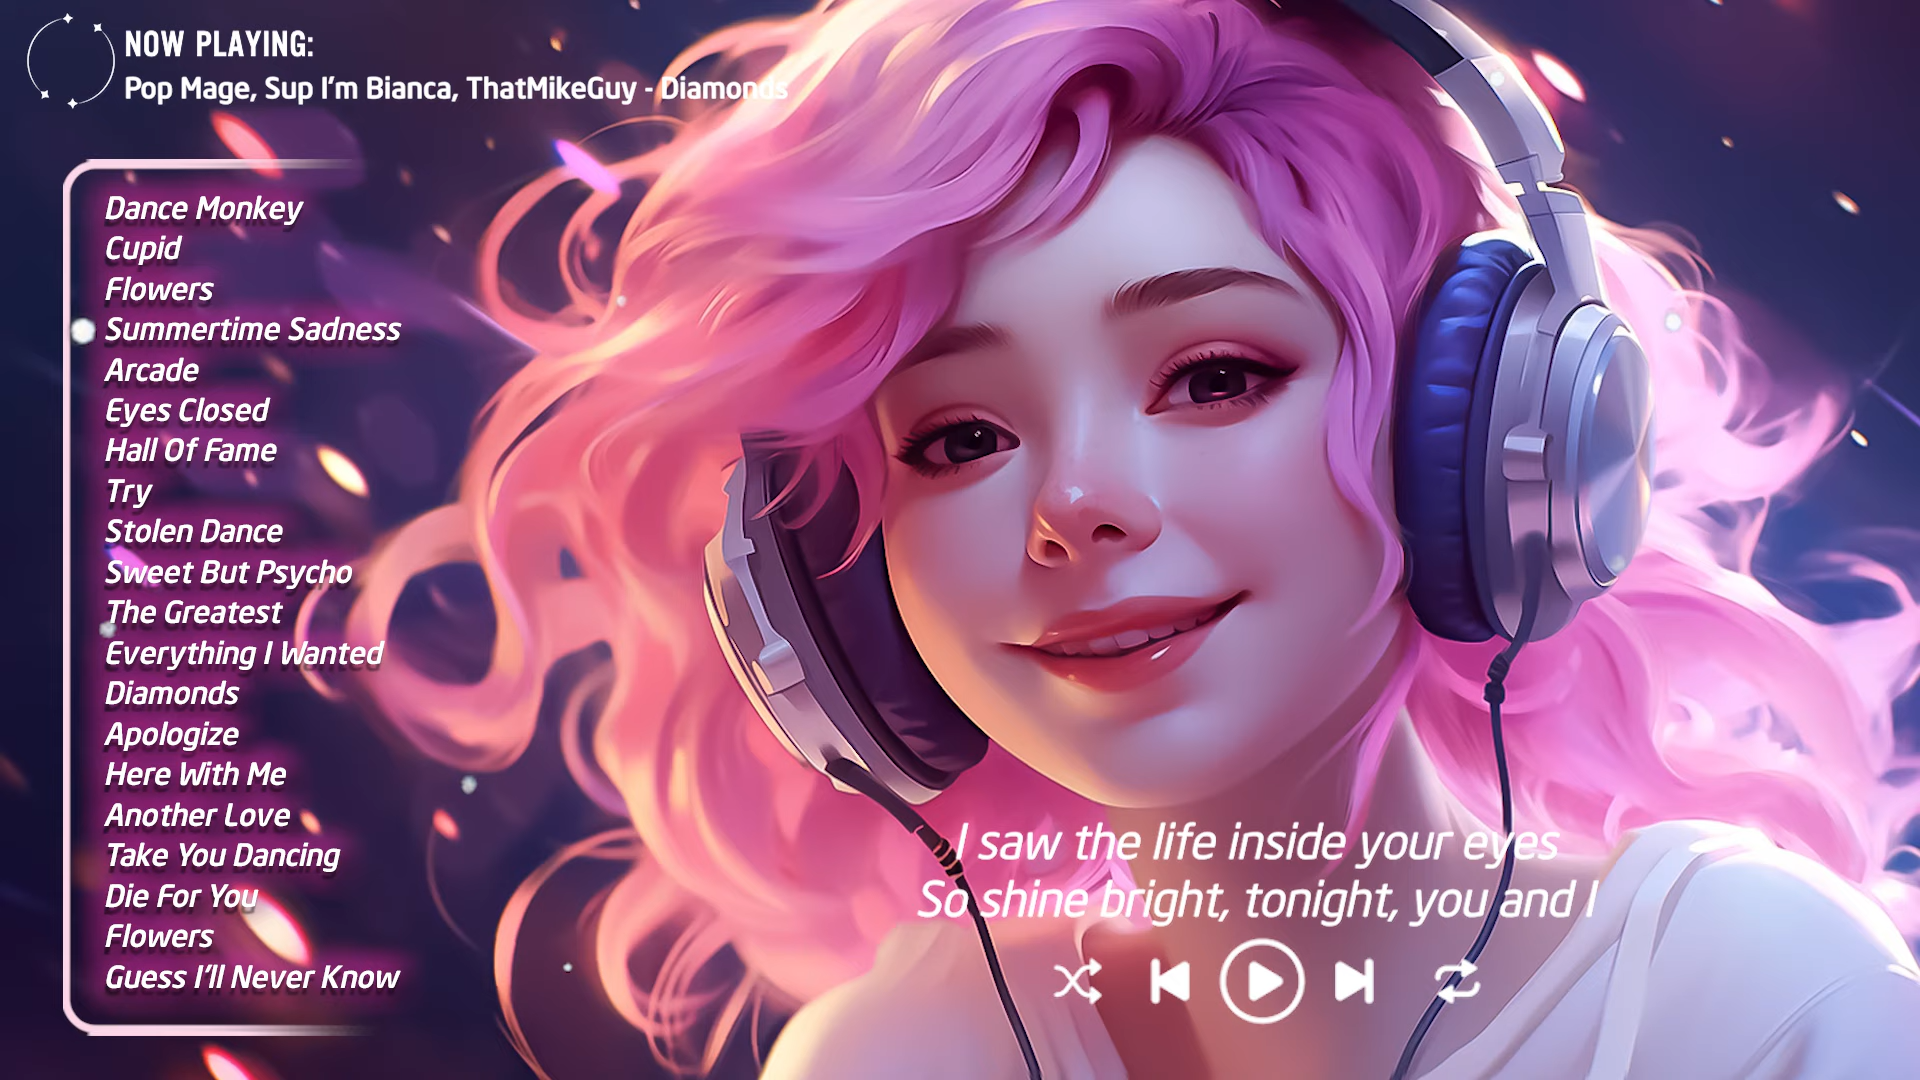 NOW PLAYING:
Pop Mage, Sup I'm Bianca, ThatMikeGuy - Diamonds
Dance Monkey
Cupid
Flowers
Summertime Sadness
Arcade
Eyes Closed
Hall Of Fame
Try
Stolen Dance
Sweet But Psycho
The Greatest
Everything I Wanted
Diamonds
Apologize
Here With Me
Another Love
Take You Dancing
Die For You
Flowers
Guess I'll Never Know
I saw the life inside your eyes
So shine bright, tonight, you and I